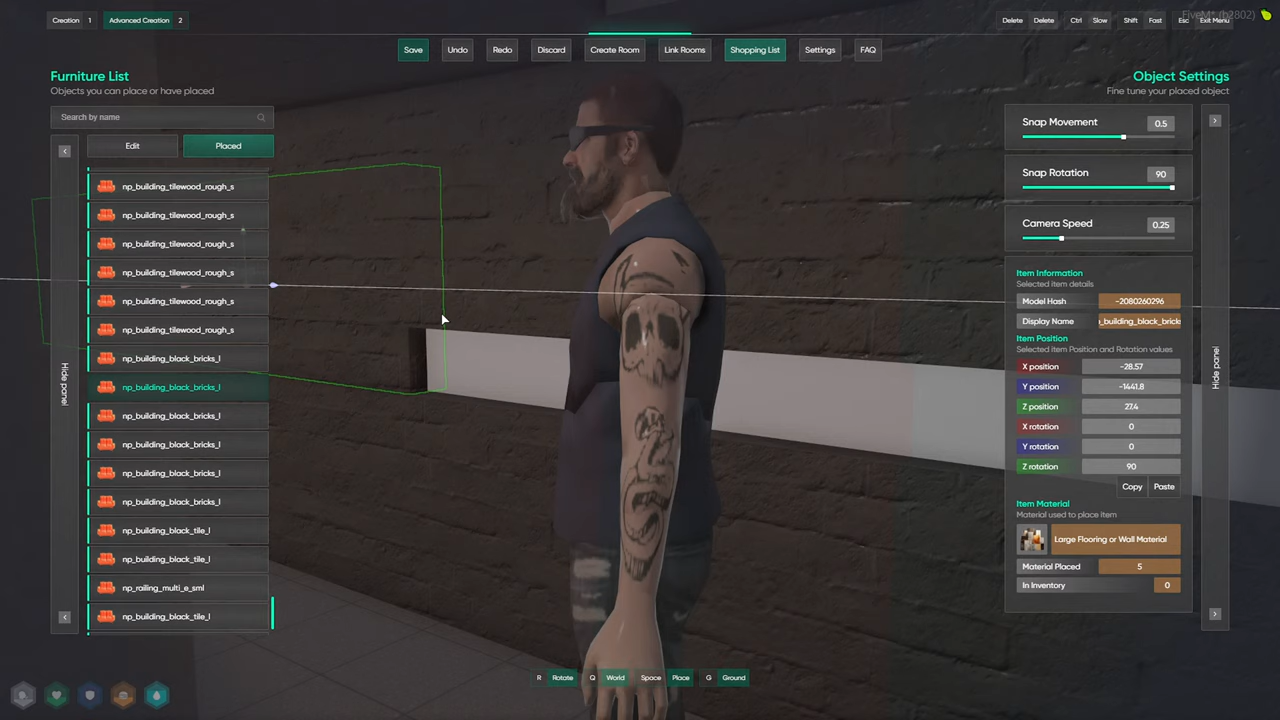 Creation 1 Advanced Creation 2
Delete Delete Ctrl Slow Shift Fast Esc Exit Menu
FiveM* (b2802)
Save Undo Redo Discard Create Room Link Rooms Shopping List Settings FAQ
Furniture List
Objects you can place or have placed
Search by name
Edit Placed
Hide panel
np_building_tilewood_rough_s
np_building_tilewood_rough_s
np_building_tilewood_rough_s
np_building_tilewood_rough_s
np_building_tilewood_rough_s
np_building_tilewood_rough_s
np_building_black_bricks_l
np_building_black_bricks_l
np_building_black_bricks_l
np_building_black_bricks_l
np_building_black_bricks_l
np_building_black_bricks_l
np_building_black_tile_l
np_building_black_tile_l
np_railing_multi_e_sml
np_building_black_tile_l
Object Settings
Fine tune your placed object
Snap Movement 0.5
Snap Rotation 90
Camera Speed 0.25
Item Information
Selected item details
Model Hash -2080260296
Display Name _building_black_bricks
Item Position
Selected item Position and Rotation values
X position -28.57
Y position -1441.8
Z position 27.4
X rotation 0
Y rotation 0
Z rotation 90
Copy Paste
Item Material
Material used to place item
Large Flooring or Wall Material
Material Placed 5
In Inventory 0
Hide panel
R Rotate Q World Space Place G Ground